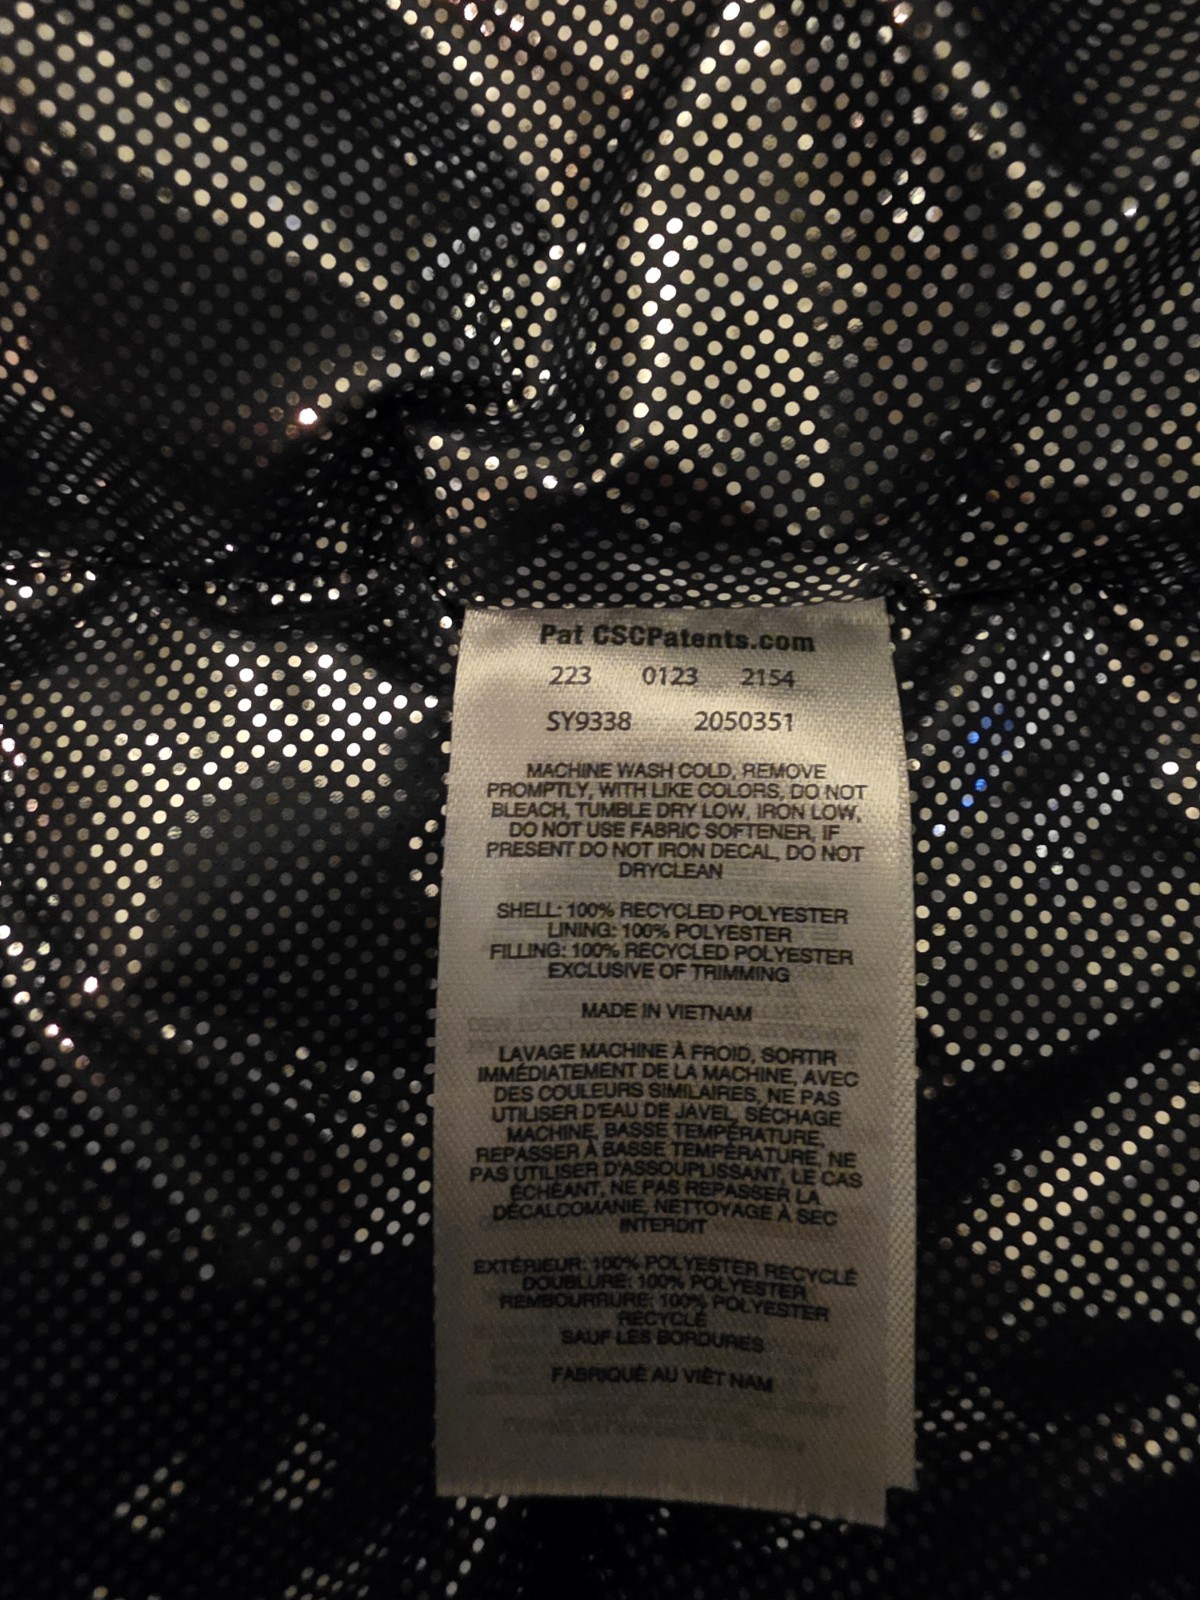 Pat CSCPatents.com
223 0123 2154
SY9338 2050351
MACHINE WASH COLD, REMOVE
PROMPTLY, WITH LIKE COLORS, DO NOT
BLEACH, TUMBLE DRY LOW, IRON LOW,
DO NOT USE FABRIC SOFTENER, IF
PRESENT DO NOT IRON DECAL, DO NOT
DRYCLEAN
SHELL: 100% RECYCLED POLYESTER
LINING: 100% POLYESTER
FILLING: 100% RECYCLED POLYESTER
EXCLUSIVE OF TRIMMING
MADE IN VIETNAM
LAVAGE MACHINE À FROID, SORTIR
IMMÉDIATEMENT DE LA MACHINE, AVEC
DES COULEURS SIMILAIRES, NE PAS
UTILISER D'EAU DE JAVEL, SÉCHAGE
MACHINE, BASSE TEMPÉRATURE,
REPASSER À BASSE TEMPÉRATURE, NE
PAS UTILISER D'ASSOUPLISSANT, LE CAS
ÉCHÉANT, NE PAS REPASSER LA
DÉCALCOMANIE, NETTOYAGE À SEC
INTERDIT
EXTÉRIEUR: 100% POLYESTER RECYCLÉ
DOUBLURE: 100% POLYESTER
REMBOURRURE: 100% POLYESTER
RECYCLÉ
SAUF LES BORDURES
FABRIQUÉ AU VIÊT NAM